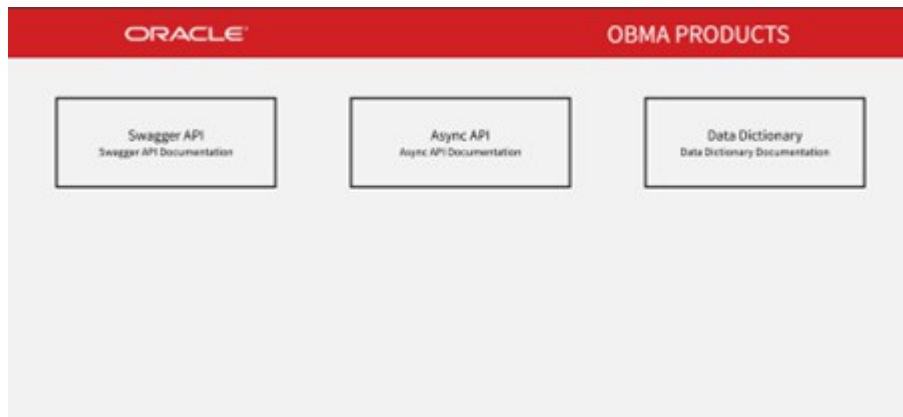 ORACLE
OBMA PRODUCTS
Swagger API
Swagger API Documentation
Async API
Async API Documentation
Data Dictionary
Data Dictionary Documentation